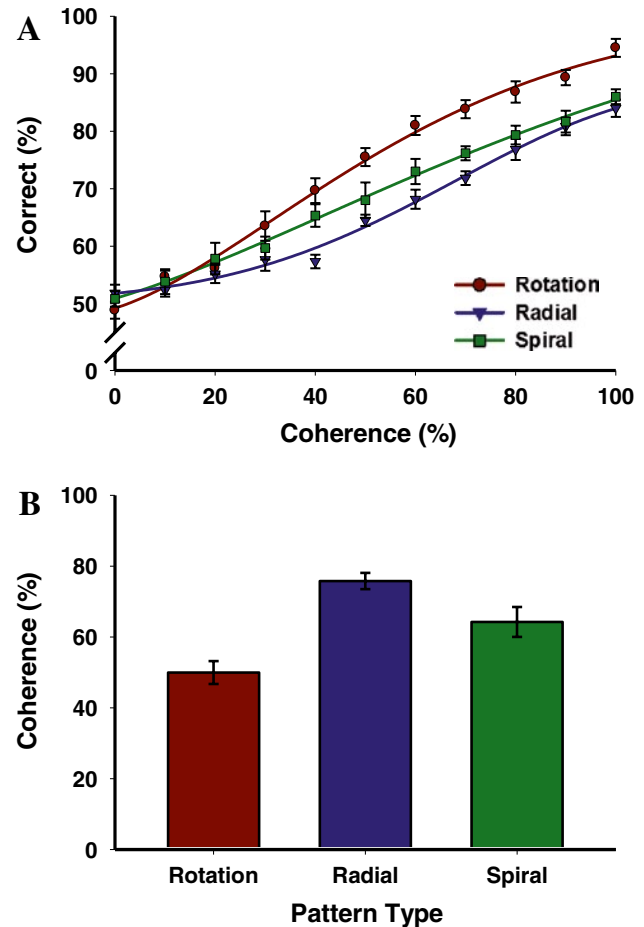 A
100
90
80
70
60
50
0
Correct (%)
Rotation
Radial
Spiral
0 20 40 60 80 100
Coherence (%)
B
100
80
60
40
20
0
Coherence (%)
Rotation Radial Spiral
Pattern Type